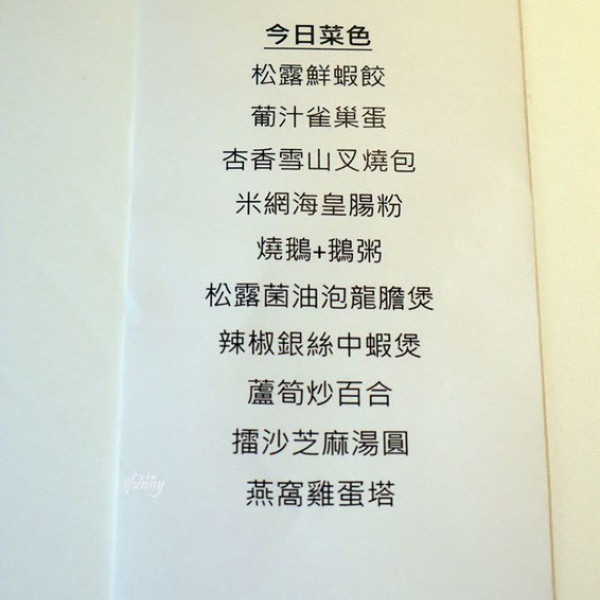 今日菜色
松露鮮蝦餃
葡汁雀巢蛋
杏香雪山叉燒包
米網海皇腸粉
燒鵝+鵝粥
松露菌油泡龍膽煲
辣椒銀絲中蝦煲
蘆筍炒百合
擂沙芝麻湯圓
燕窩雞蛋塔
ifunny